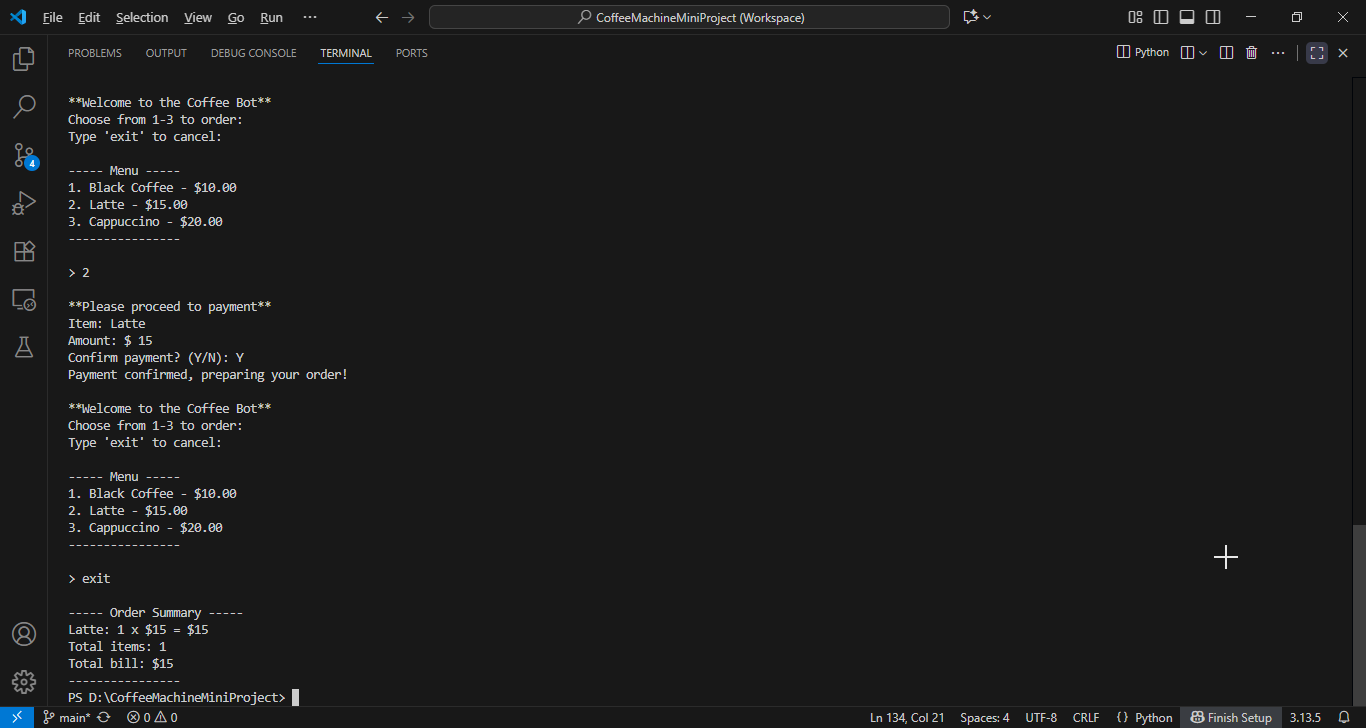 File Edit Selection View Go Run ··· CoffeeMachineMiniProject (Workspace)
PROBLEMS OUTPUT DEBUG CONSOLE TERMINAL PORTS Python ···
**Welcome to the Coffee Bot**
Choose from 1-3 to order:
Type 'exit' to cancel:
----- Menu -----
1. Black Coffee - $10.00
2. Latte - $15.00
3. Cappuccino - $20.00
----------------
> 2
**Please proceed to payment**
Item: Latte
Amount: $ 15
Confirm payment? (Y/N): Y
Payment confirmed, preparing your order!
**Welcome to the Coffee Bot**
Choose from 1-3 to order:
Type 'exit' to cancel:
----- Menu -----
1. Black Coffee - $10.00
2. Latte - $15.00
3. Cappuccino - $20.00
----------------
> exit
----- Order Summary -----
Latte: 1 x $15 = $15
Total items: 1
Total bill: $15
----------------
PS D:\CoffeeMachineMiniProject>
4
main* 0 0 Ln 134, Col 21 Spaces: 4 UTF-8 CRLF {} Python Finish Setup 3.13.5